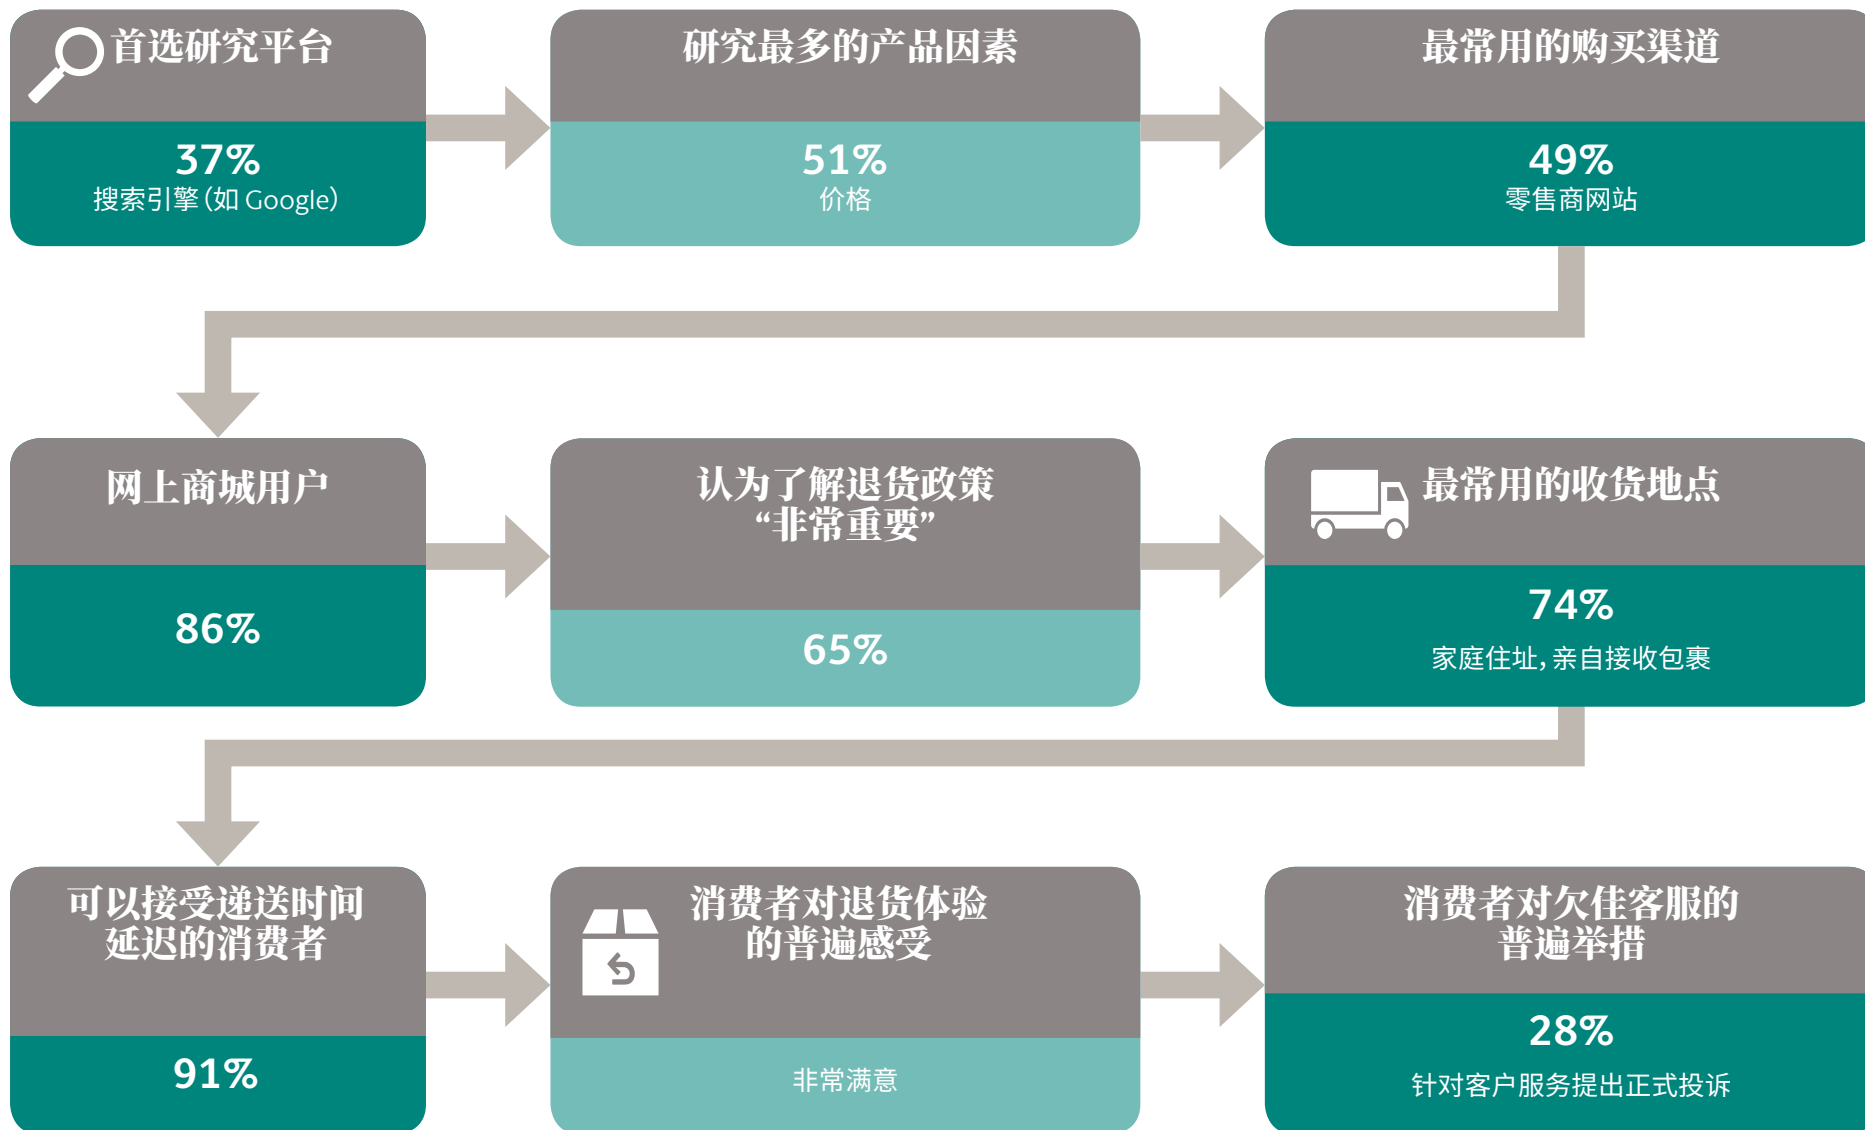 首选研究平台
37%
搜索引擎（如 Google）
研究最多的产品因素
51%
价格
最常用的购买渠道
49%
零售商网站
网上商城用户
86%
认为了解退货政策
“非常重要”
65%
最常用的收货地点
74%
家庭住址，亲自接收包裹
可以接受递送时间
延迟的消费者
91%
消费者对退货体验
的普遍感受
非常满意
消费者对欠佳客服的
普遍举措
28%
针对客户服务提出正式投诉